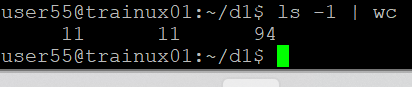 user55@trainux01:~/d1$ ls -1 | wc
     11      11      94
user55@trainux01:~/d1$